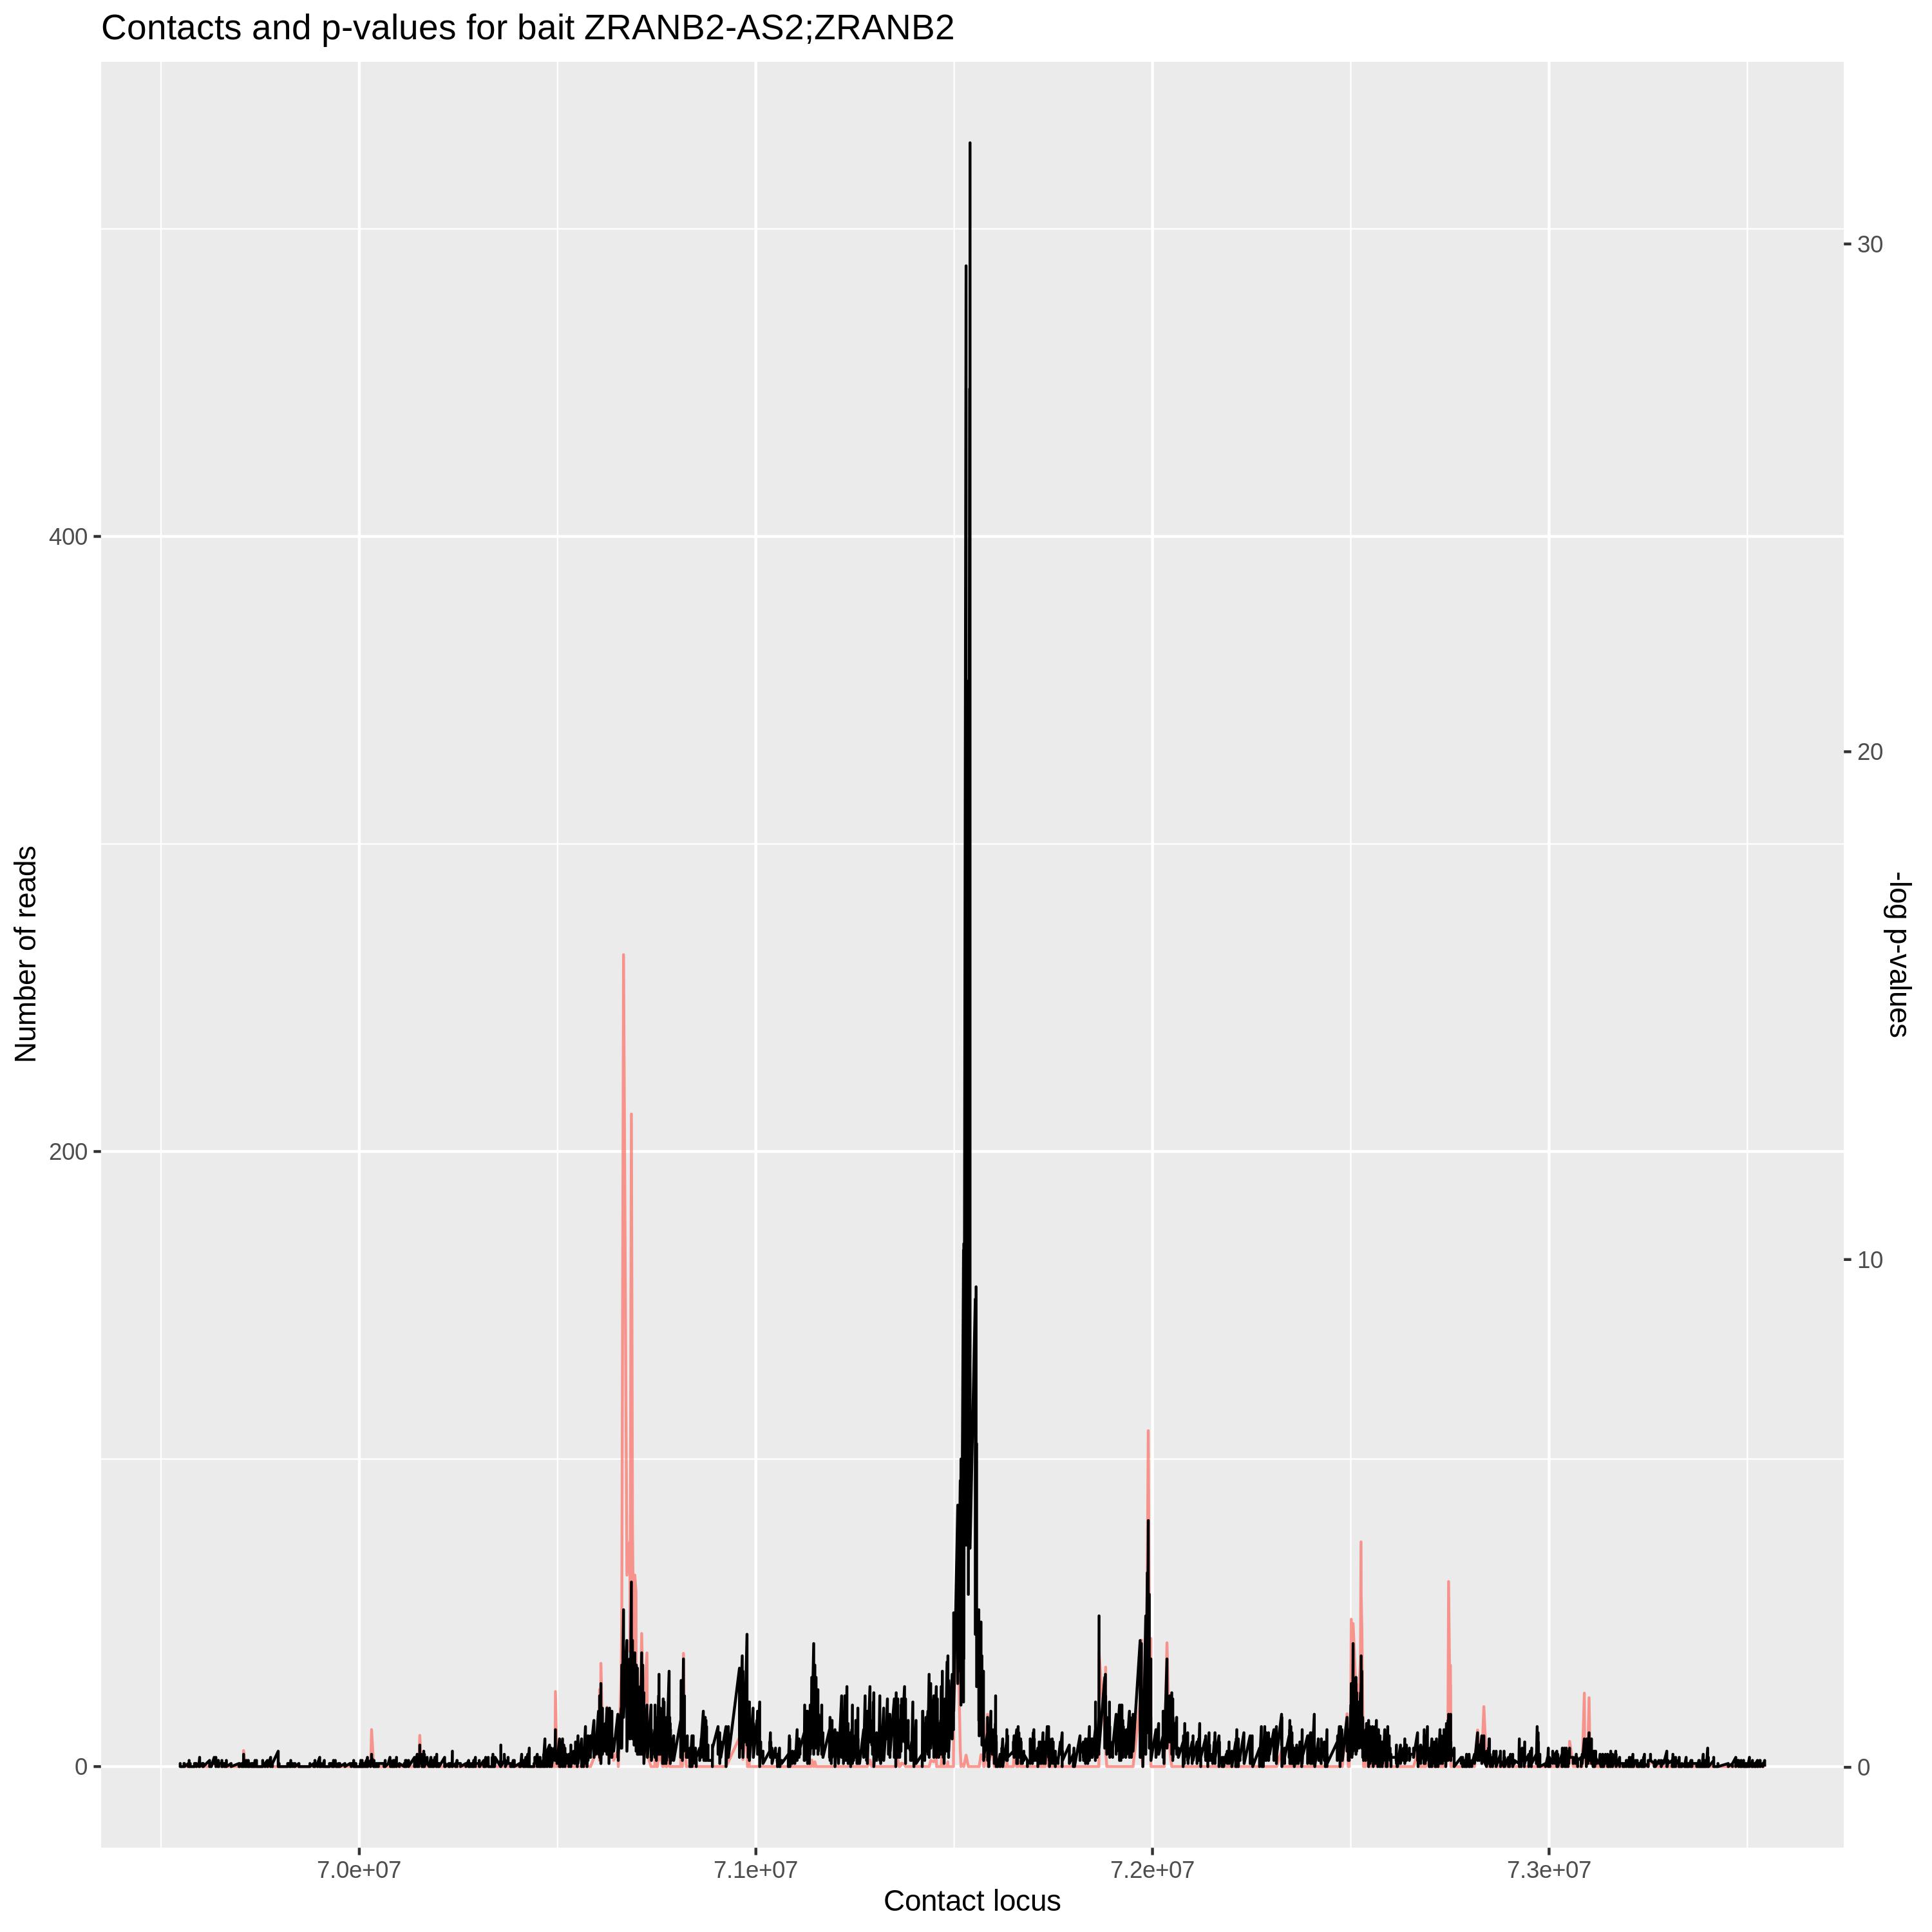 Contacts and p-values for bait ZRANB2-AS2;ZRANB2
Number of reads
400
200
0
30
20
10
0
-log p-values
7.0e+07
7.1e+07
7.2e+07
7.3e+07
Contact locus